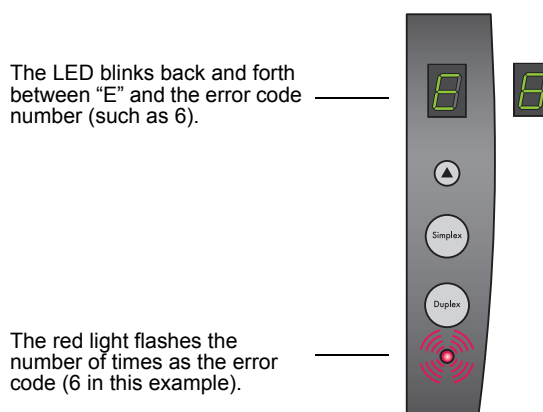 The LED blinks back and forth
between “E” and the error code
number (such as 6).
E
6
Simplex
Duplex
The red light flashes the
number of times as the error
code (6 in this example).